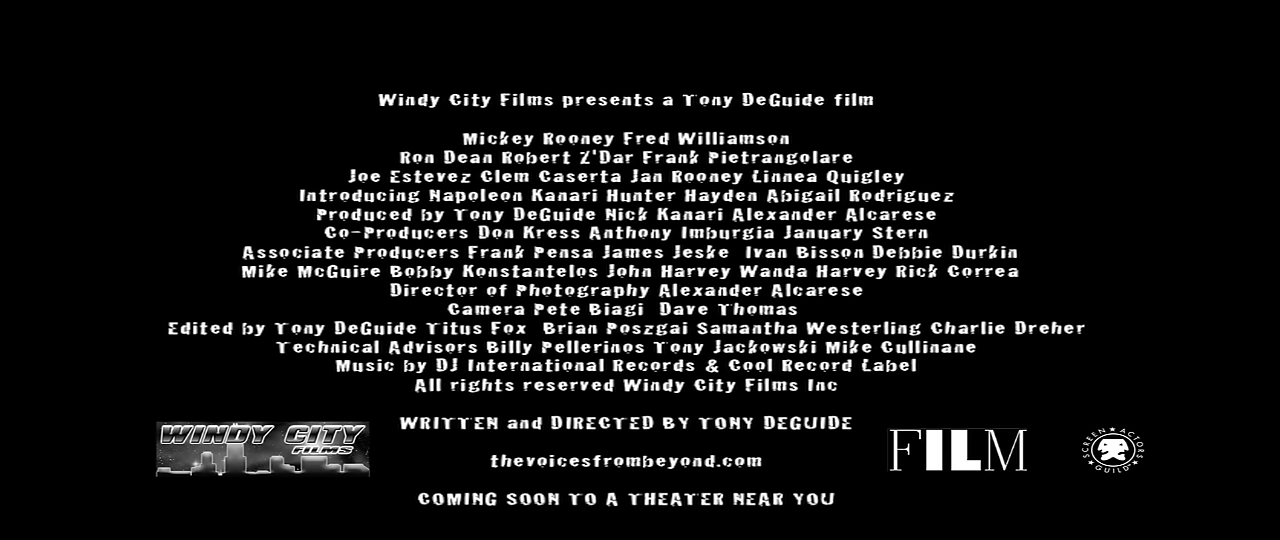 Windy City Films presents a Tony DeGuide film
Mickey Rooney Fred Williamson
Ron Dean Robert Z'Dar Frank Pietrangolare
Joe Estevez Clem Caserta Jan Rooney Linnea Quigley
Introducing Napoleon Kanari Hunter Hayden Abigail Rodriguez
Produced by Tony DeGuide Nick Kanari Alexander Alcarese
Co-Producers Don Kress Anthony Imburgia January Stern
Associate Producers Frank Pensa James Jeske Ivan Bisson Debbie Durkin
Mike McGuire Bobby Konstantelos John Harvey Wanda Harvey Rick Correa
Director of Photography Alexander Alcarese
Camera Pete Biagi Dave Thomas
Edited by Tony DeGuide Titus Fox Brian Poszgai Samantha Westerling Charlie Dreher
Technical Advisors Billy Pellerinos Tony Jackowski Mike Cullinane
Music by DJ International Records & Cool Record Label
All rights reserved Windy City Films Inc
WRITTEN and DIRECTED BY TONY DEGUIDE
WINDY CITY
FILMS
thevoicesfrombeyond.com
FILM
SCREEN ACTORS GUILD
COMING SOON TO A THEATER NEAR YOU